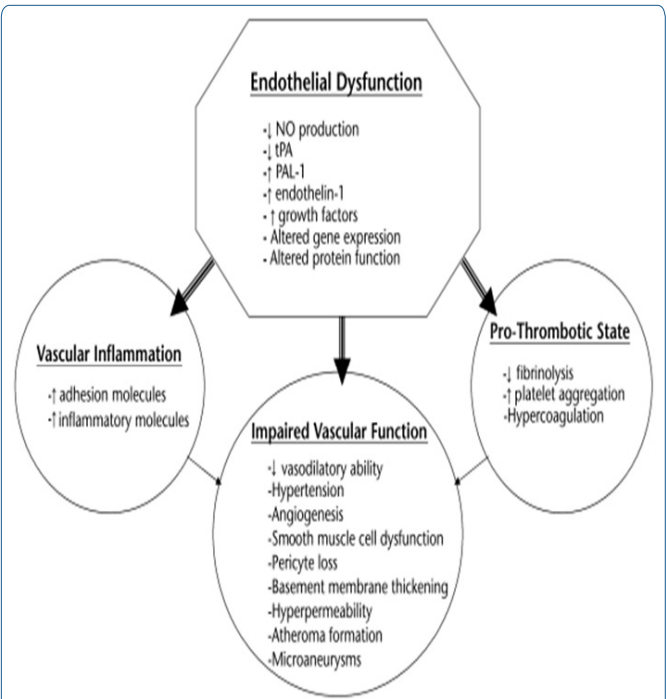 Endothelial Dysfunction
-↓ NO production
-↓ tPA
-↑ PAL-1
-↑ endothelin-1
-↑ growth factors
- Altered gene expression
- Altered protein function
Vascular Inflammation
-↑ adhesion molecules
-↑ inflammatory molecules
Pro-Thrombotic State
-↓ fibrinolysis
-↑ platelet aggregation
-Hypercoagulation
Impaired Vascular Function
-↓ vasodilatory ability
-Hypertension
-Angiogenesis
-Smooth muscle cell dysfunction
-Pericyte loss
-Basement membrane thickening
-Hyperpermeability
-Atheroma formation
-Microaneurysms